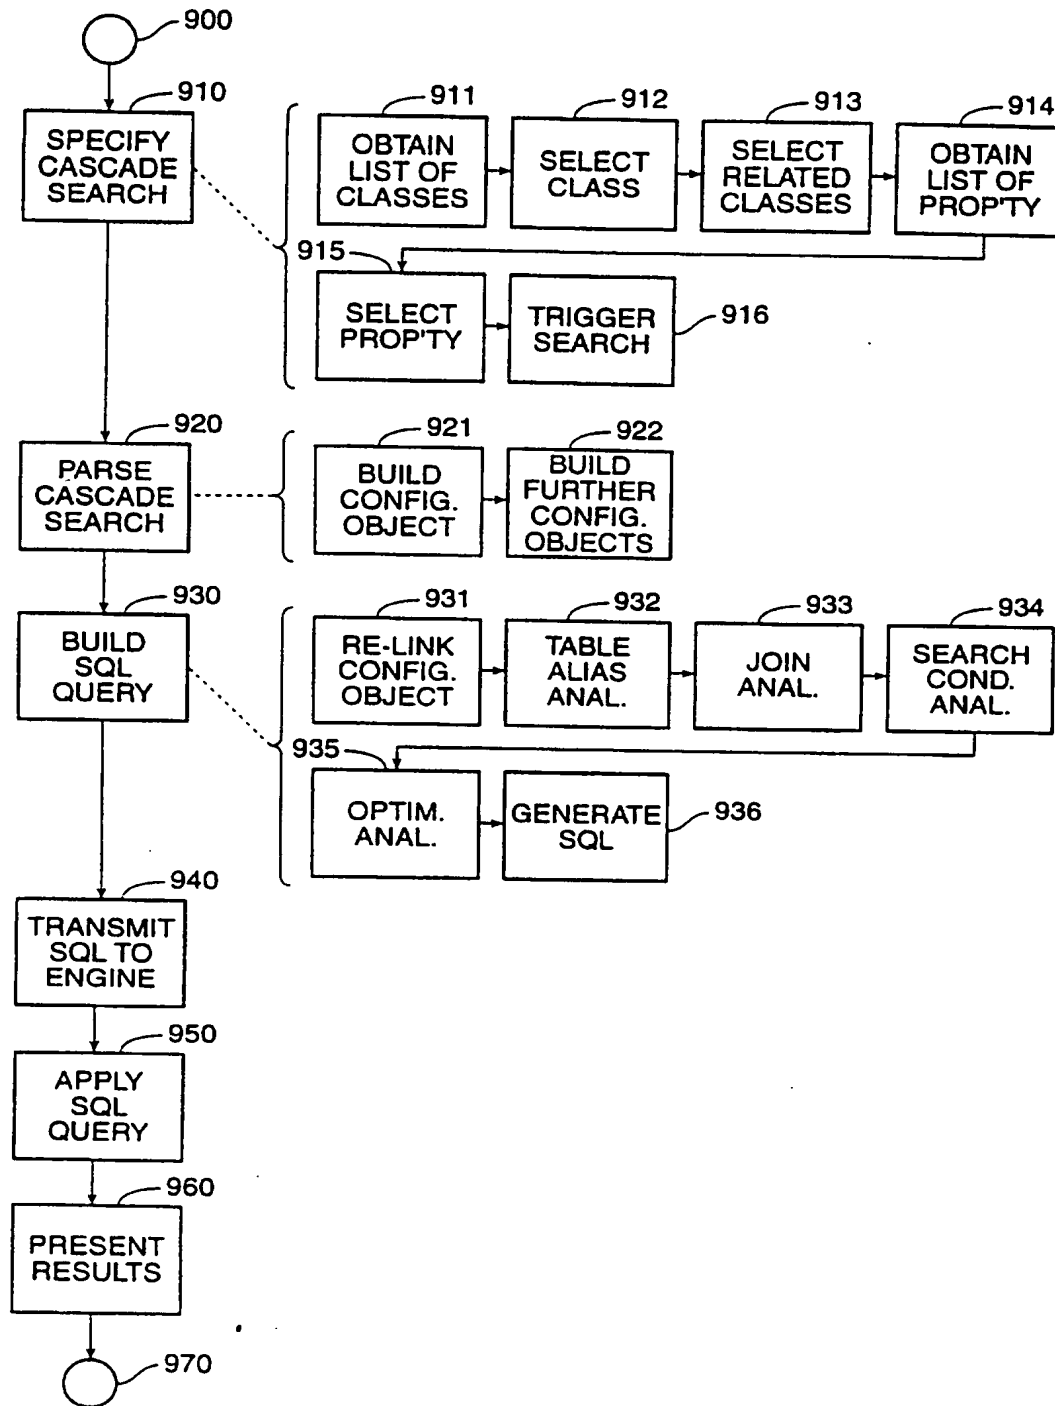 900
910
SPECIFY
CASCADE
SEARCH
911
OBTAIN
LIST OF
CLASSES
912
SELECT
CLASS
913
SELECT
RELATED
CLASSES
914
OBTAIN
LIST OF
PROP'TY
915
SELECT
PROP'TY
TRIGGER
SEARCH
916
920
PARSE
CASCADE
SEARCH
921
BUILD
CONFIG.
OBJECT
922
BUILD
FURTHER
CONFIG.
OBJECTS
930
BUILD
SQL
QUERY
931
RE-LINK
CONFIG.
OBJECT
932
TABLE
ALIAS
ANAL.
933
JOIN
ANAL.
934
SEARCH
COND.
ANAL.
935
OPTIM.
ANAL.
GENERATE
SQL
936
940
TRANSMIT
SQL TO
ENGINE
950
APPLY
SQL
QUERY
960
PRESENT
RESULTS
970